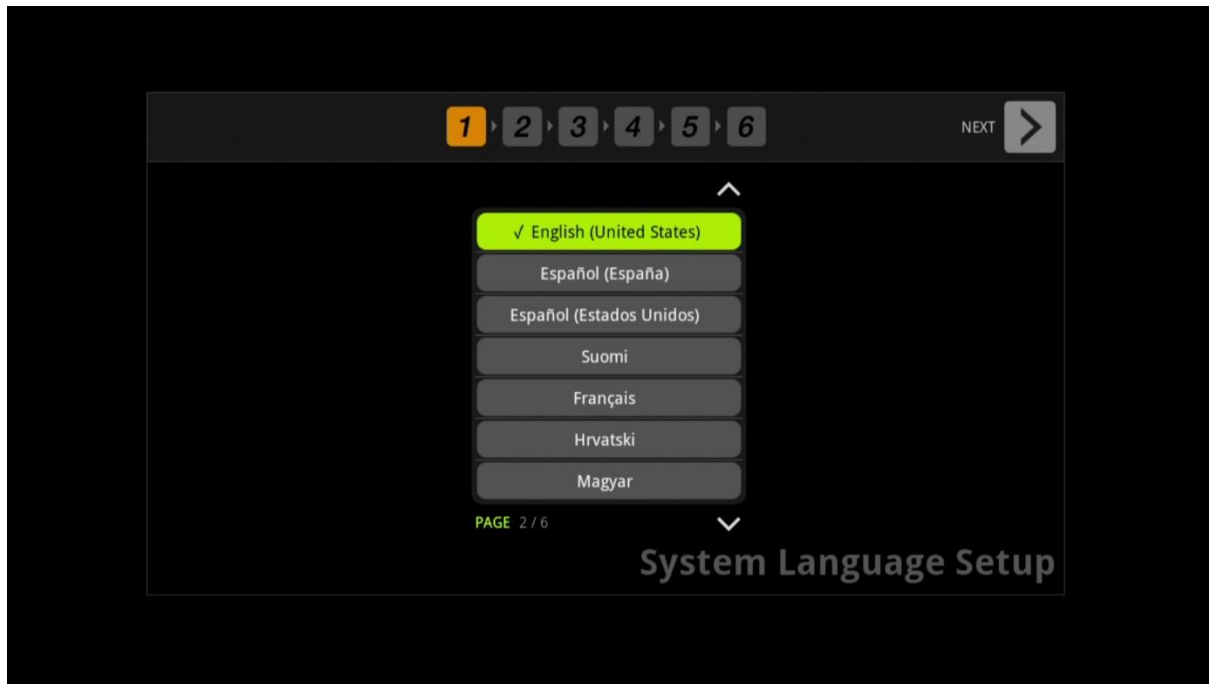 1 2 3 4 5 6 NEXT
✓ English (United States)
Español (España)
Español (Estados Unidos)
Suomi
Français
Hrvatski
Magyar
PAGE 2 / 6
System Language Setup